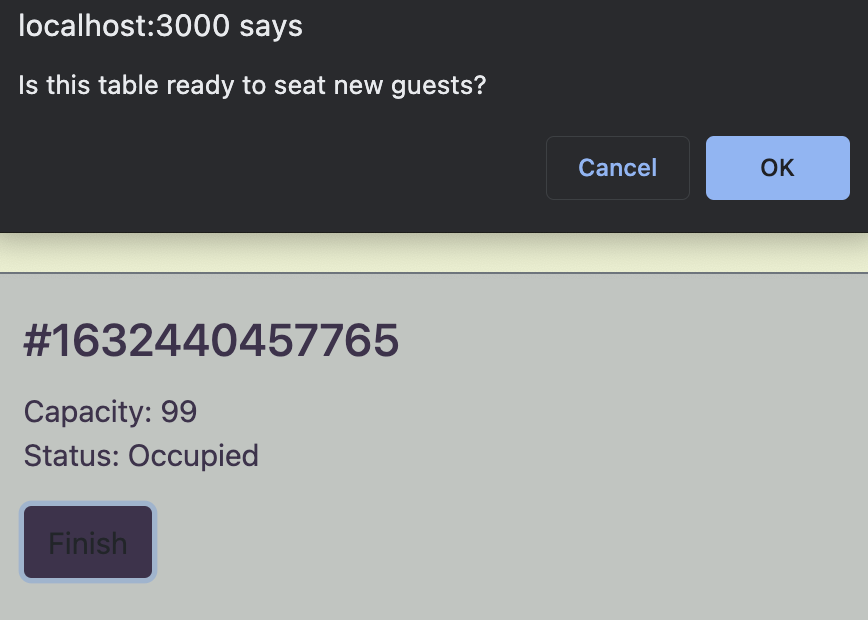 localhost:3000 says
Is this table ready to seat new guests?
Cancel OK
#1632440457765
Capacity: 99
Status: Occupied
Finish